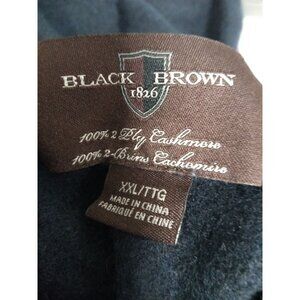 BLACK BROWN
1826
100% 2 Ply Cashmere
100% 2-Brins Cachemire
XXL/TTG
MADE IN CHINA
FABRIQUÉ EN CHINE